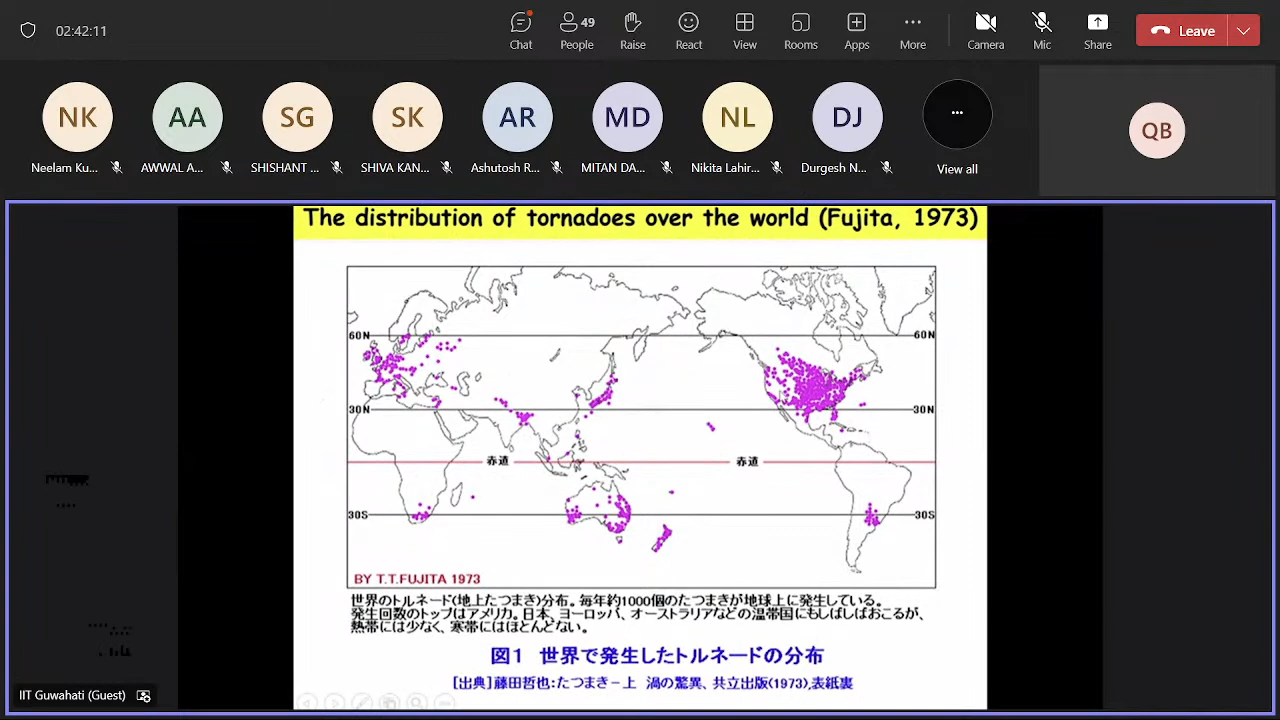 02:42:11
Chat
49
People
Raise
React
View
Rooms
Apps
More
Camera
Mic
Share
Leave
NK
AA
SG
SK
AR
MD
NL
DJ
QB
Neelam Ku...
AWWAL A...
SHISHANT ...
SHIVA KAN...
Ashutosh R...
MITAN DA...
Nikita Lahir...
Durgesh N...
View all
The distribution of tornadoes over the world (Fujita, 1973)
60N
60N
30N
30N
赤道
赤道
30S
30S
BY T.T.FUJITA 1973
世界のトルネード(地上たつまき)分布。毎年約1000個のたつまきが地球上に発生している。
発生回数のトップはアメリカ。日本、ヨーロッパ、オーストラリアなどの温帯国にもしばしばおこるが、
熱帯には少なく、寒帯にはほとんどない。
図1 世界で発生したトルネードの分布
[出典]藤田哲也:たつまき−上 渦の驚異、共立出版(1973),表紙裏
IIT Guwahati (Guest)